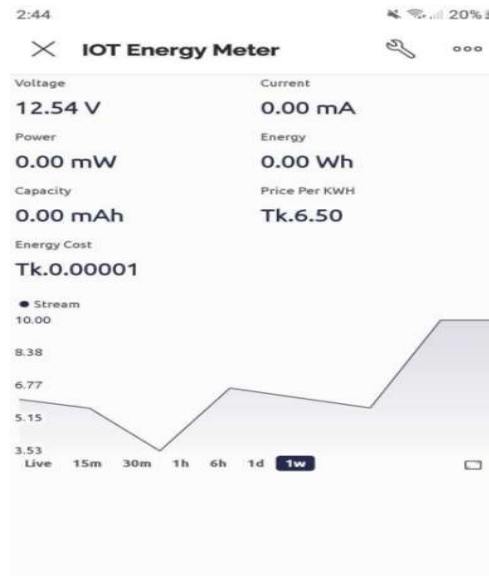 2:44 20%
IOT Energy Meter
Voltage Current
12.54 V 0.00 mA
Power Energy
0.00 mW 0.00 Wh
Capacity Price Per KWH
0.00 mAh Tk.6.50
Energy Cost
Tk.0.00001
Stream
10.00
8.38
6.77
5.15
3.53
Live 15m 30m 1h 6h 1d 1w